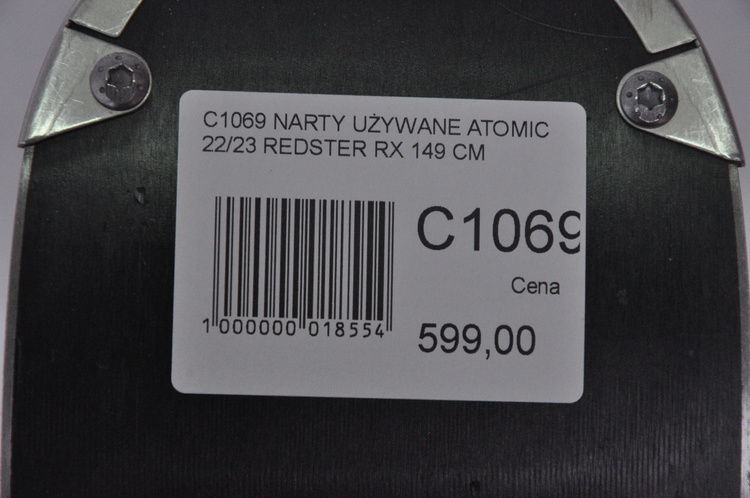 C1069 NARTY UŻYWANE ATOMIC
22/23 REDSTER RX 149 CM
C1069
Cena
1 000000 018554
599,00